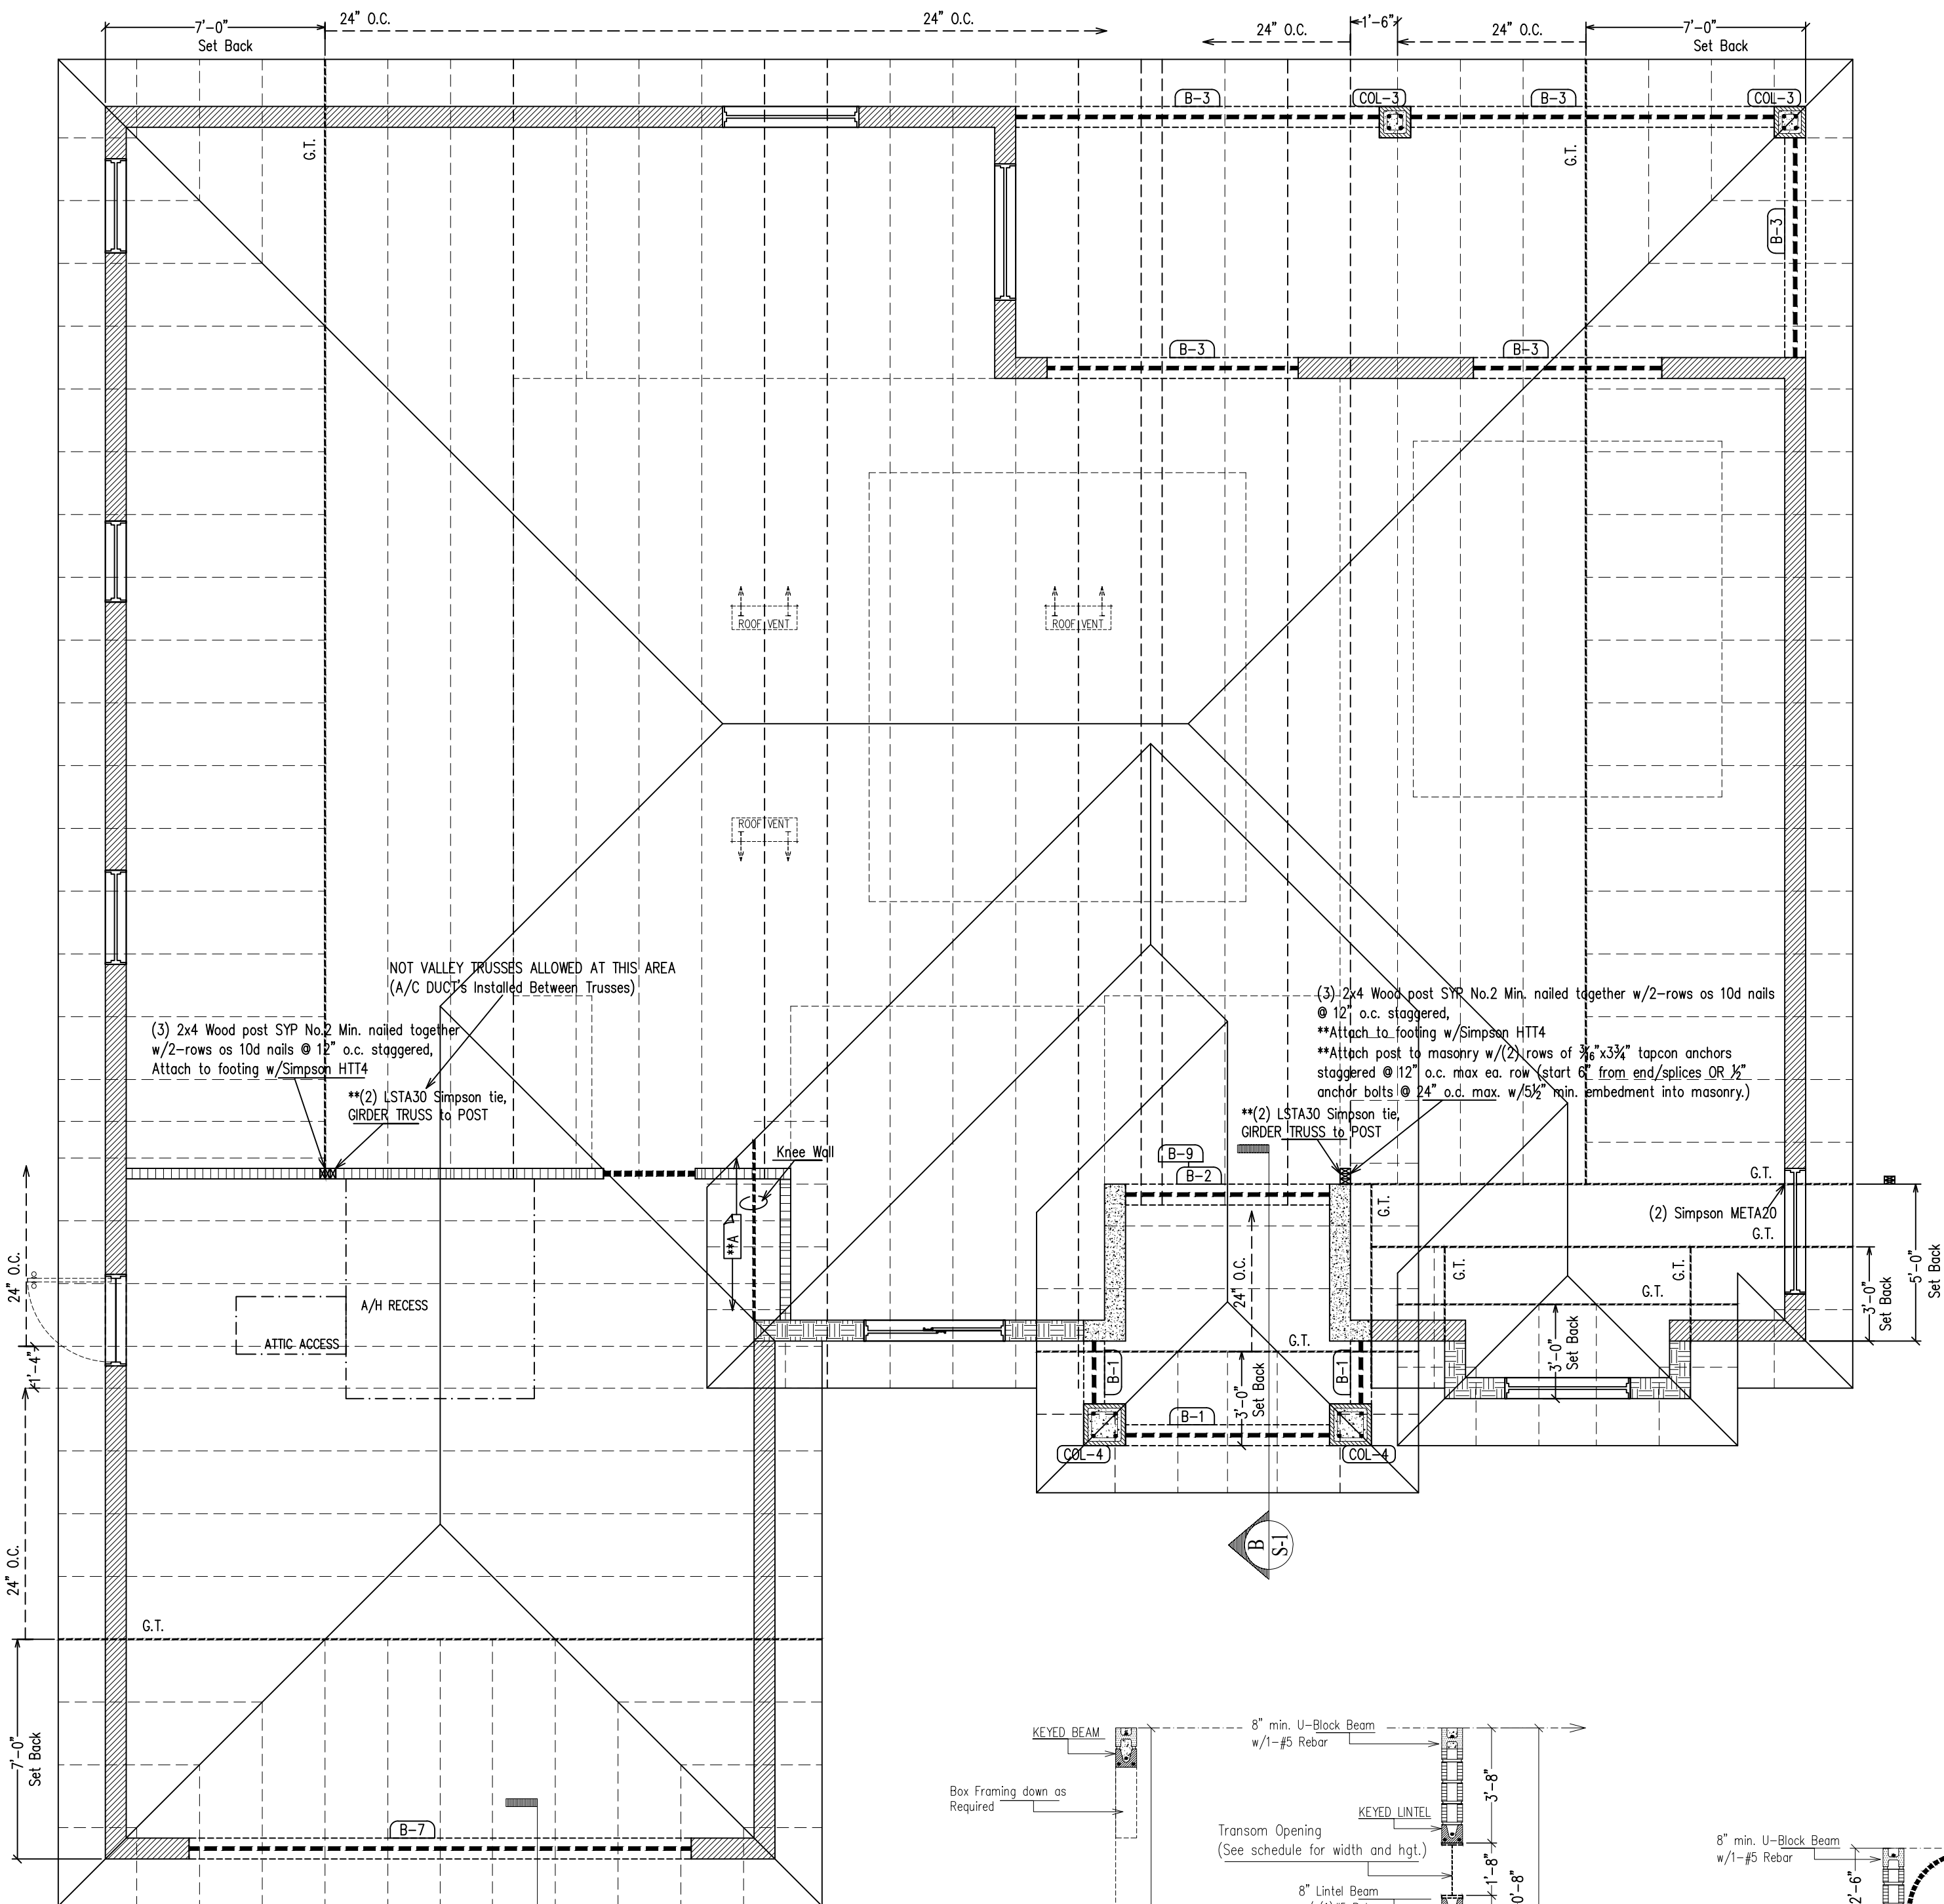 7'-0"
Set Back
24" O.C.
24" O.C.
24" O.C.
1'-6"
24" O.C.
7'-0"
Set Back
B-3
COL-3
B-3
COL-3
G.T.
G.T.
B-3
B-3
B-3
ROOF VENT
ROOF VENT
ROOF VENT
NOT VALLEY TRUSSES ALLOWED AT THIS AREA
(A/C DUCT's Installed Between Trusses)
(3) 2x4 Wood post SYP No.2 Min. nailed together
w/2-rows os 10d nails @ 12" o.c. staggered,
Attach to footing w/Simpson HTT4
**(2) LSTA30 Simpson tie,
GIRDER TRUSS to POST
(3) 2x4 Wood post SYP No.2 Min. nailed together w/2-rows os 10d nails
@ 12" o.c. staggered,
**Attach to footing w/Simpson HTT4
**Attach post to masonry w/(2) rows of 3/16"x3¾" tapcon anchors
staggered @ 12" o.c. max ea. row (start 6" from end/splices OR ½"
anchor bolts @ 24" o.c. max. w/5½" min. embedment into masonry.)
**(2) LSTA30 Simpson tie,
GIRDER TRUSS to POST
Knee Wall
**A
B-9
B-2
G.T.
G.T.
(2) Simpson META20
G.T.
G.T.
G.T.
G.T.
24" O.C.
3'-0"
Set Back
5'-0"
Set Back
24" O.C.
A/H RECESS
ATTIC ACCESS
1'-4"
G.T.
B-1
B-1
3'-0"
Set Back
3'-0"
Set Back
B-1
COL-4
COL-4
B
S-1
24" O.C.
G.T.
7'-0"
Set Back
B-7
KEYED BEAM
Box Framing down as
Required
8" min. U-Block Beam
w/1-#5 Rebar
3'-8"
KEYED LINTEL
Transom Opening
(See schedule for width and hgt.)
1'-8"
8" Lintel Beam
0'-8"
8" min. U-Block Beam
w/1-#5 Rebar
2'-6"